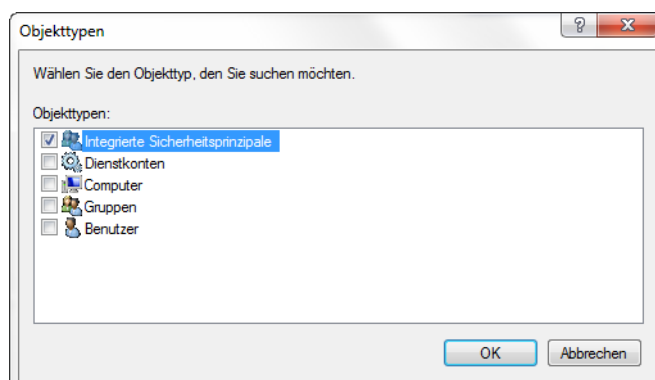 Objekttypen
Wählen Sie den Objekttyp, den Sie suchen möchten.
Objekttypen:
Integrierte Sicherheitsprinzipale
Dienstkonten
Computer
Gruppen
Benutzer
OK Abbrechen